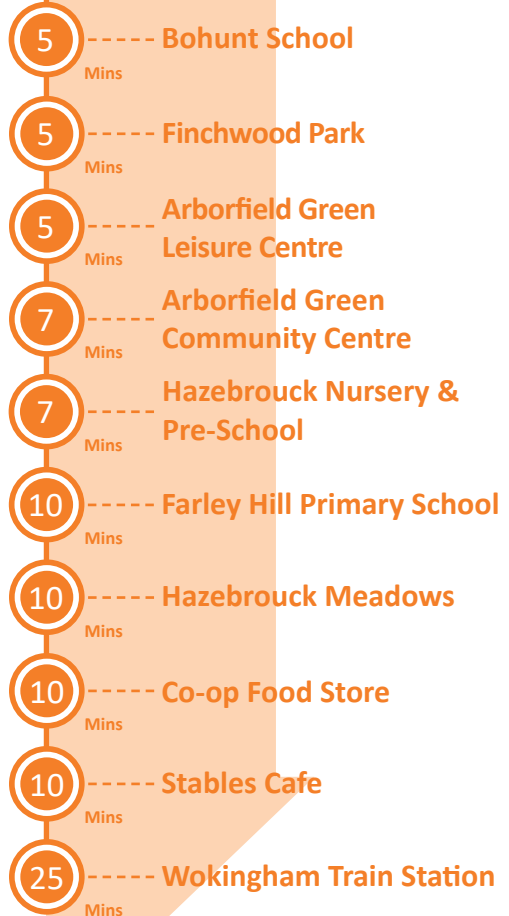 5
Mins
Bohunt School
5
Mins
Finchwood Park
5
Mins
Arborfield Green
Leisure Centre
7
Mins
Arborfield Green
Community Centre
7
Mins
Hazebrouck Nursery &
Pre-School
10
Mins
Farley Hill Primary School
10
Mins
Hazebrouck Meadows
10
Mins
Co-op Food Store
10
Mins
Stables Cafe
25
Mins
Wokingham Train Station